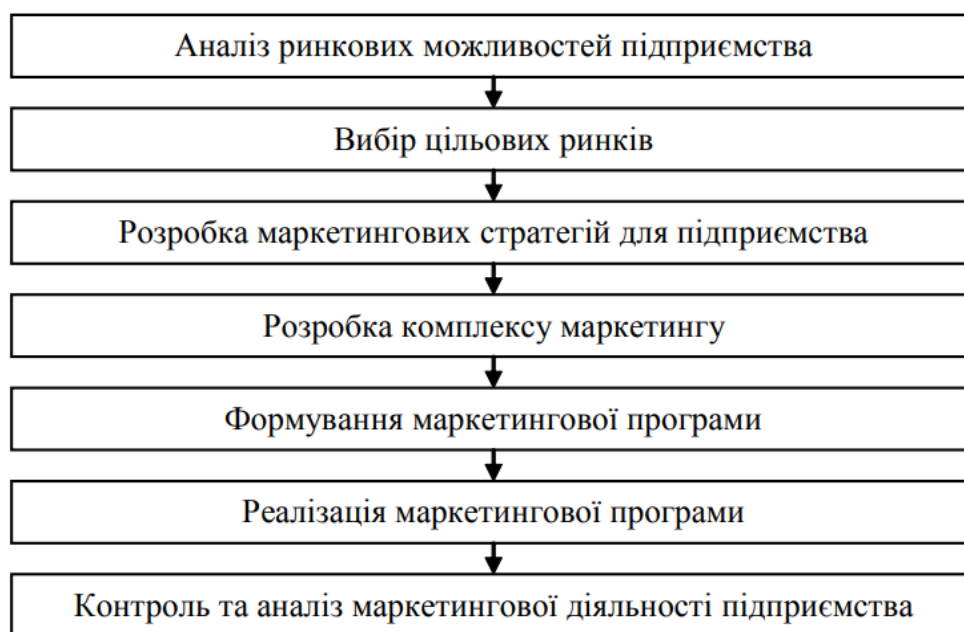 Аналіз ринкових можливостей підприємства
Вибір цільових ринків
Розробка маркетингових стратегій для підприємства
Розробка комплексу маркетингу
Формування маркетингової програми
Реалізація маркетингової програми
Контроль та аналіз маркетингової діяльності підприємства